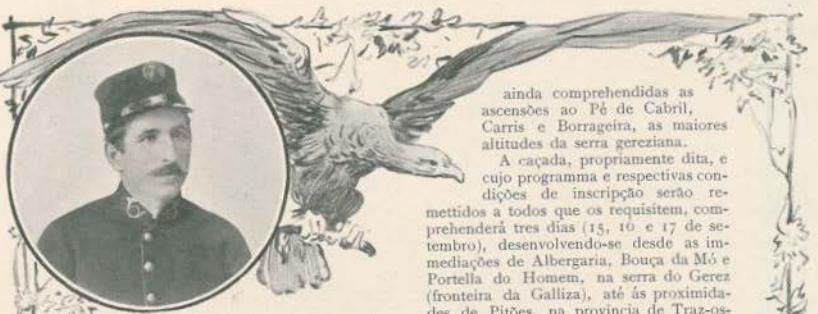 ainda comprehendidas as
ascensões ao Pé de Cabril,
Carris e Borrageira, as maiores
altitudes da serra gereziana.
A caçada, propriamente dita, e
cujo programma e respectivas con-
dições de inscripção serão re-
mettidos a todos que os requisitem, com-
prehenderá tres dias (15, 16 e 17 de se-
tembro), desenvolvendo-se desde as im-
mediações de Albergaria, Bouça da Mó e
Portella do Homem, na serra do Gerez
(fronteira da Galliza), até ás proximida-
des de Pitões, na provincia de Traz-os-